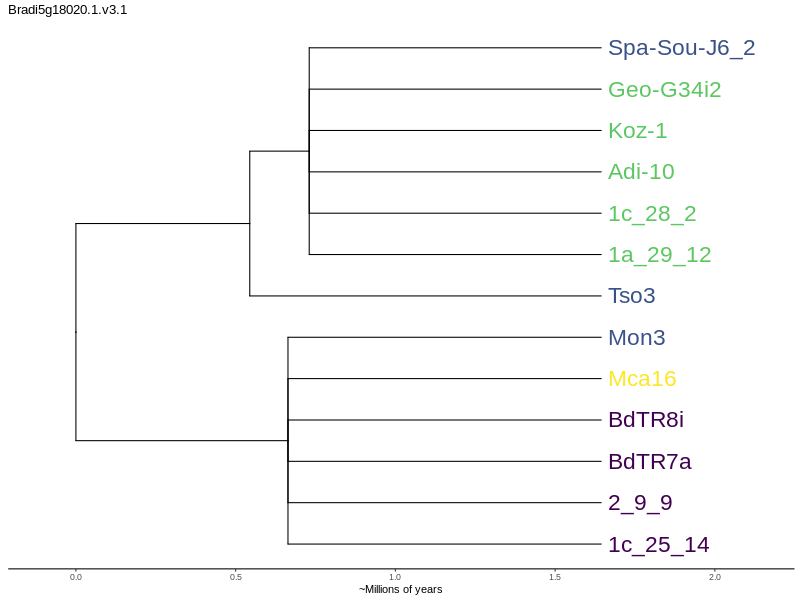 Bradi5g18020.1.v3.1
Spa-Sou-J6_2
Geo-G34i2
Koz-1
Adi-10
1c_28_2
1a_29_12
Tso3
Mon3
Mca16
BdTR8i
BdTR7a
2_9_9
1c_25_14
0.0 0.5 1.0 1.5 2.0
~Millions of years